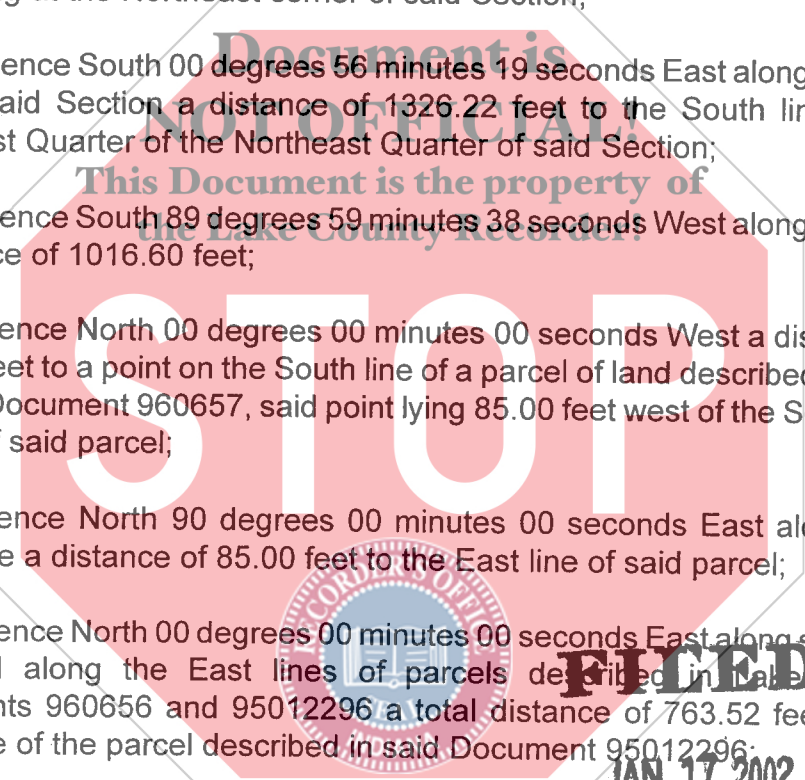 g at the Northeast corner of said Section;
Document is
ence South 00 degrees 56 minutes 19 seconds East along
aid Section a distance of 1326.22 feet to the South lin
NOT OFFICIAL!
st Quarter of the Northeast Quarter of said Section;
This Document is the property of
ence South 89 degrees 59 minutes 38 seconds West along
the Lake County Recorder!
ce of 1016.60 feet;
STOP
ence North 00 degrees 00 minutes 00 seconds West a dis
eet to a point on the South line of a parcel of land described
Document 960657, said point lying 85.00 feet west of the S
f said parcel;
ence North 90 degrees 00 minutes 00 seconds East alo
e a distance of 85.00 feet to the East line of said parcel;
RECORDER'S OFFICE
SEAL
INDIANA
ence North 00 degrees 00 minutes 00 seconds East along s
l along the East lines of parcels described in Lake
FILED
nts 960656 and 95012296 a total distance of 763.52 fee
e of the parcel described in said Document 95012296;
JAN 17 2002